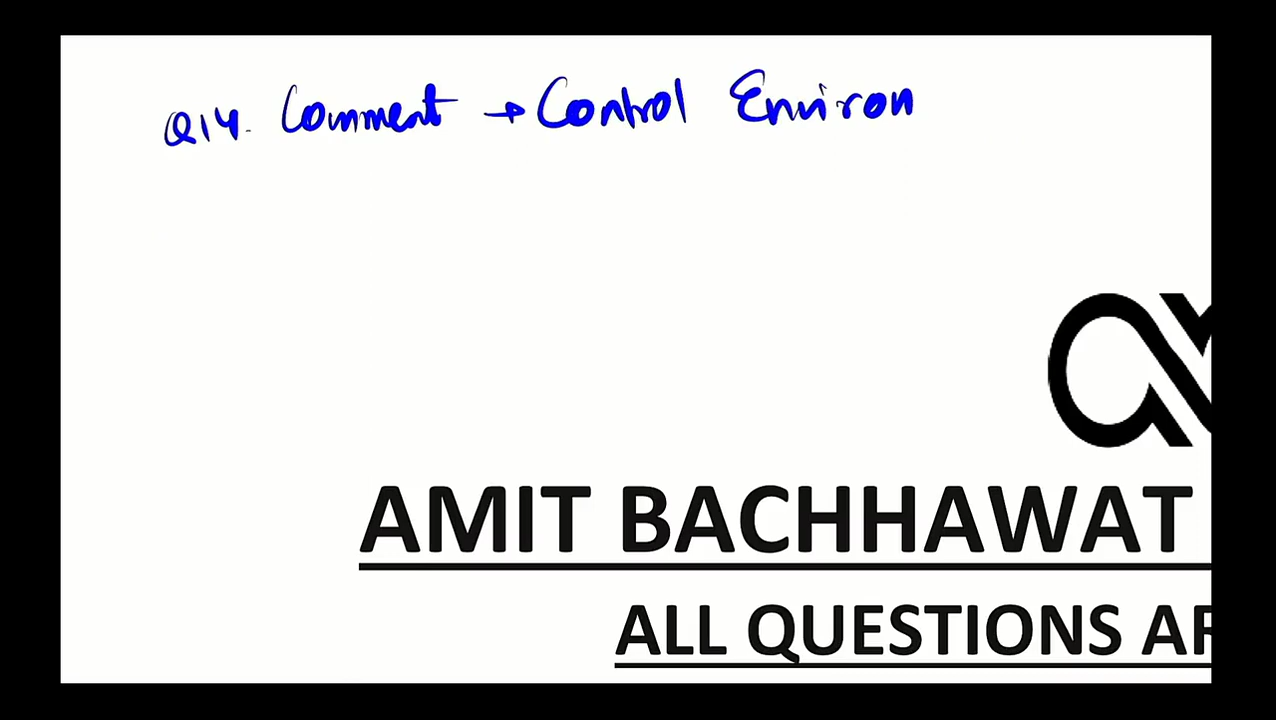 Q14. Comment → Control Environ
AMIT BACHHAWAT
ALL QUESTIONS AR